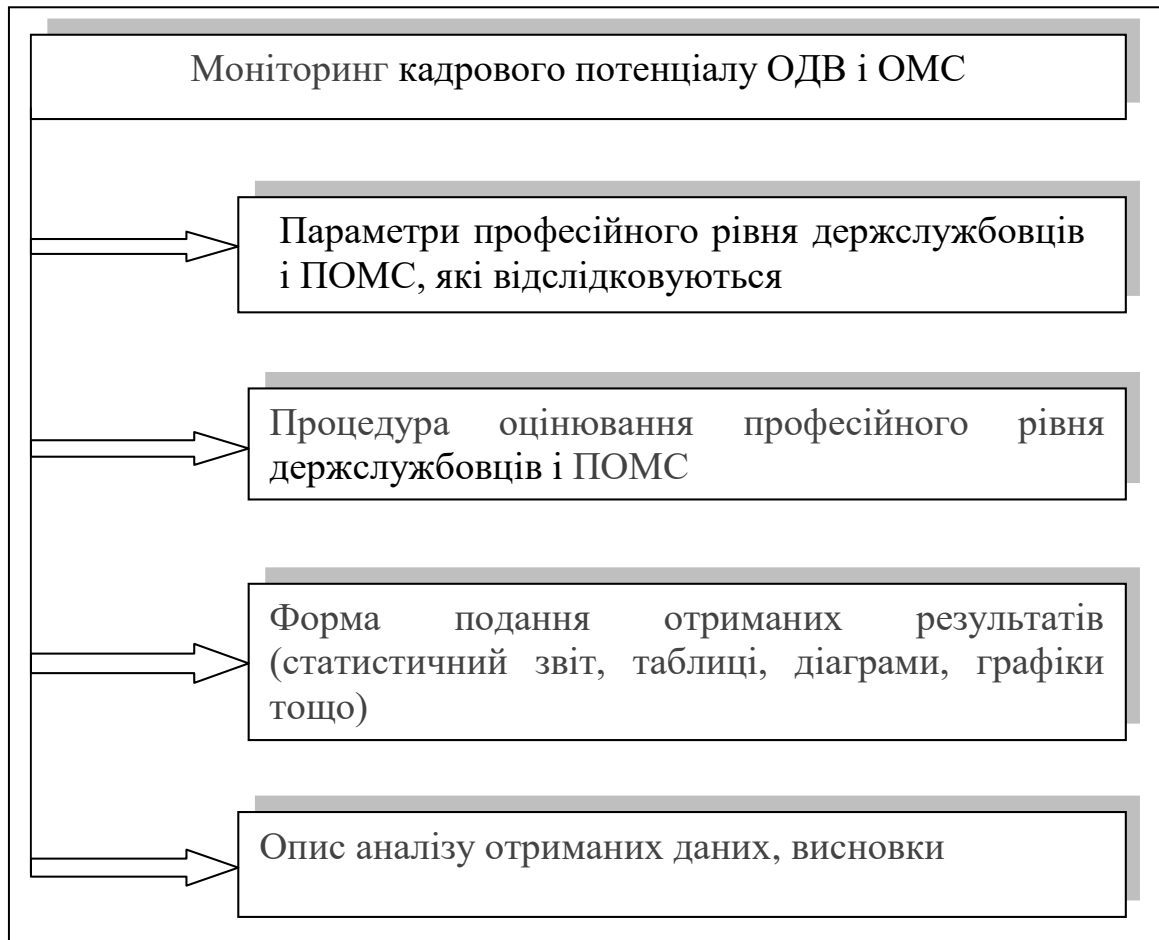 Моніторинг кадрового потенціалу ОДВ і ОМС
Параметри професійного рівня держслужбовців
і ПОМС, які відслідковуються
Процедура оцінювання професійного рівня
держслужбовців і ПОМС
Форма подання отриманих результатів
(статистичний звіт, таблиці, діаграми, графіки
тощо)
Опис аналізу отриманих даних, висновки